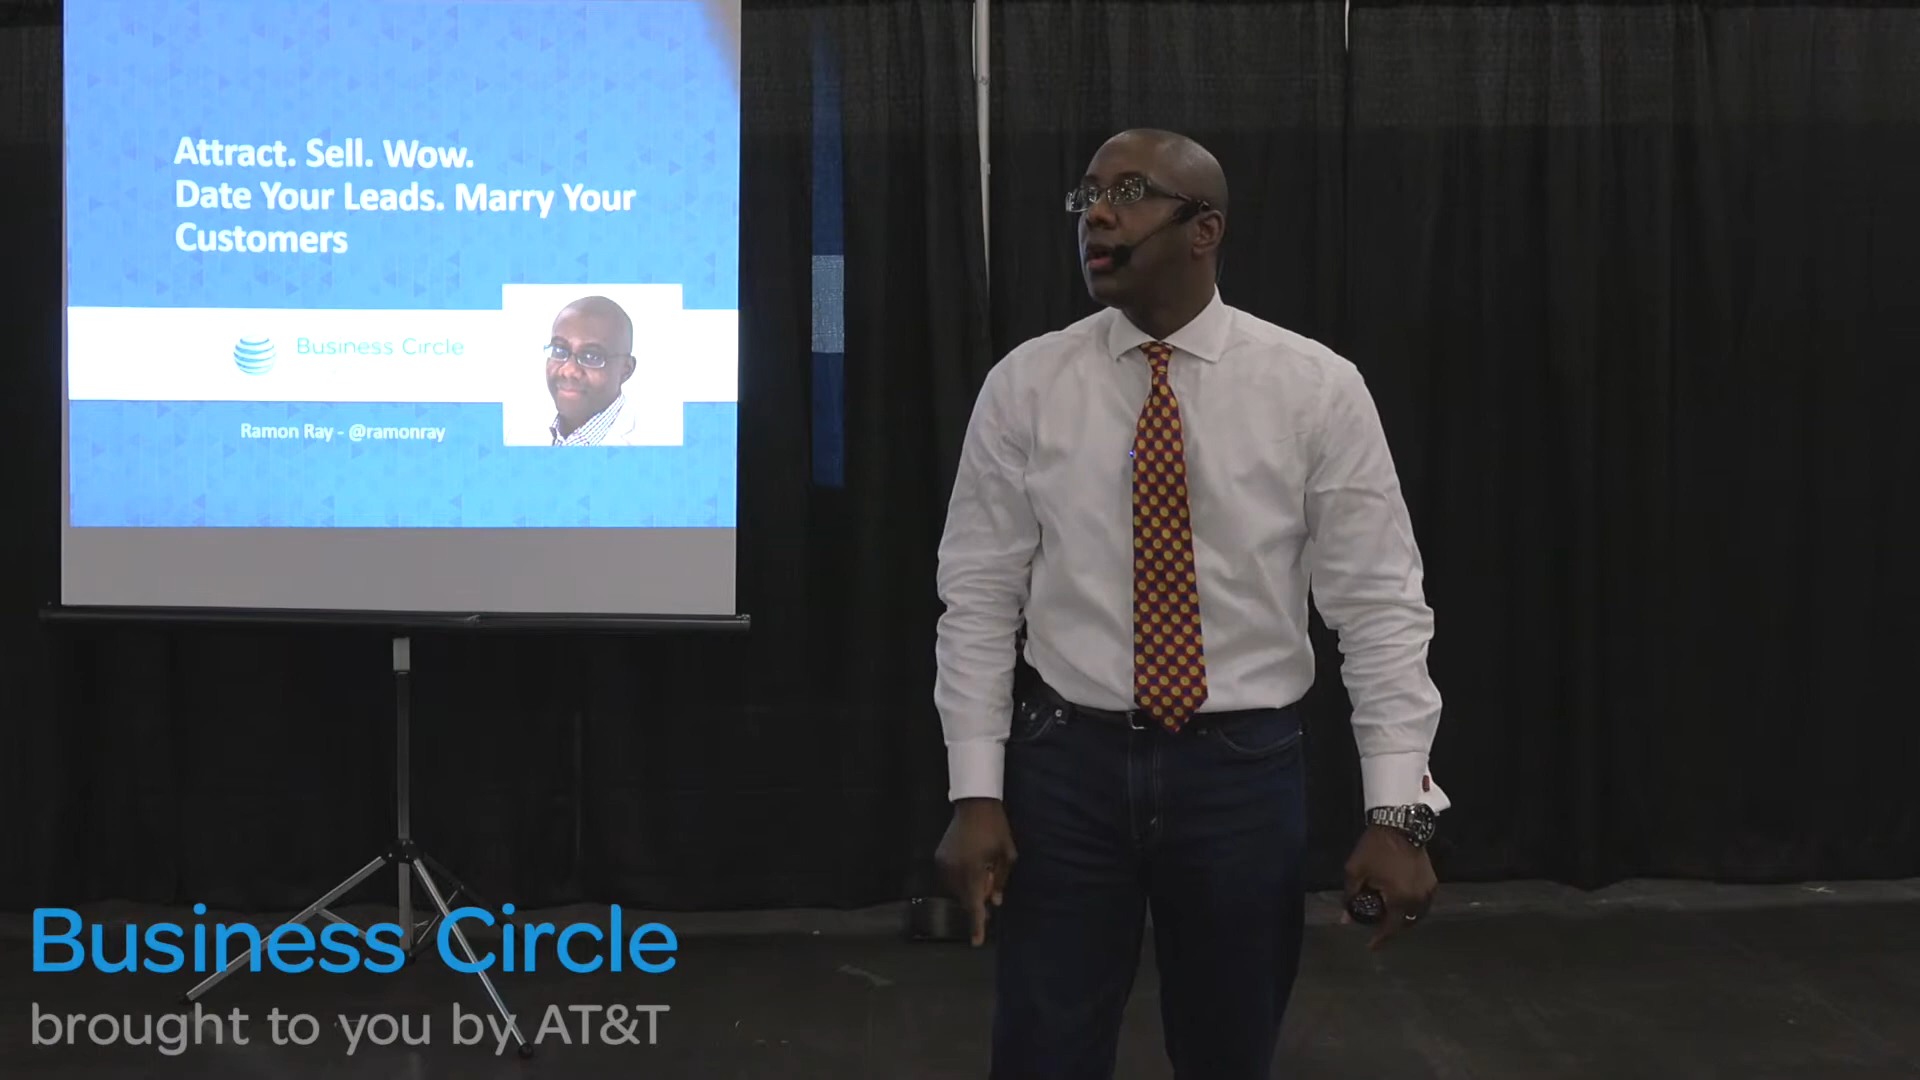 Attract. Sell. Wow.
Date Your Leads. Marry Your
Customers
Business Circle
Ramon Ray - @ramonray
Business Circle
brought to you by AT&T